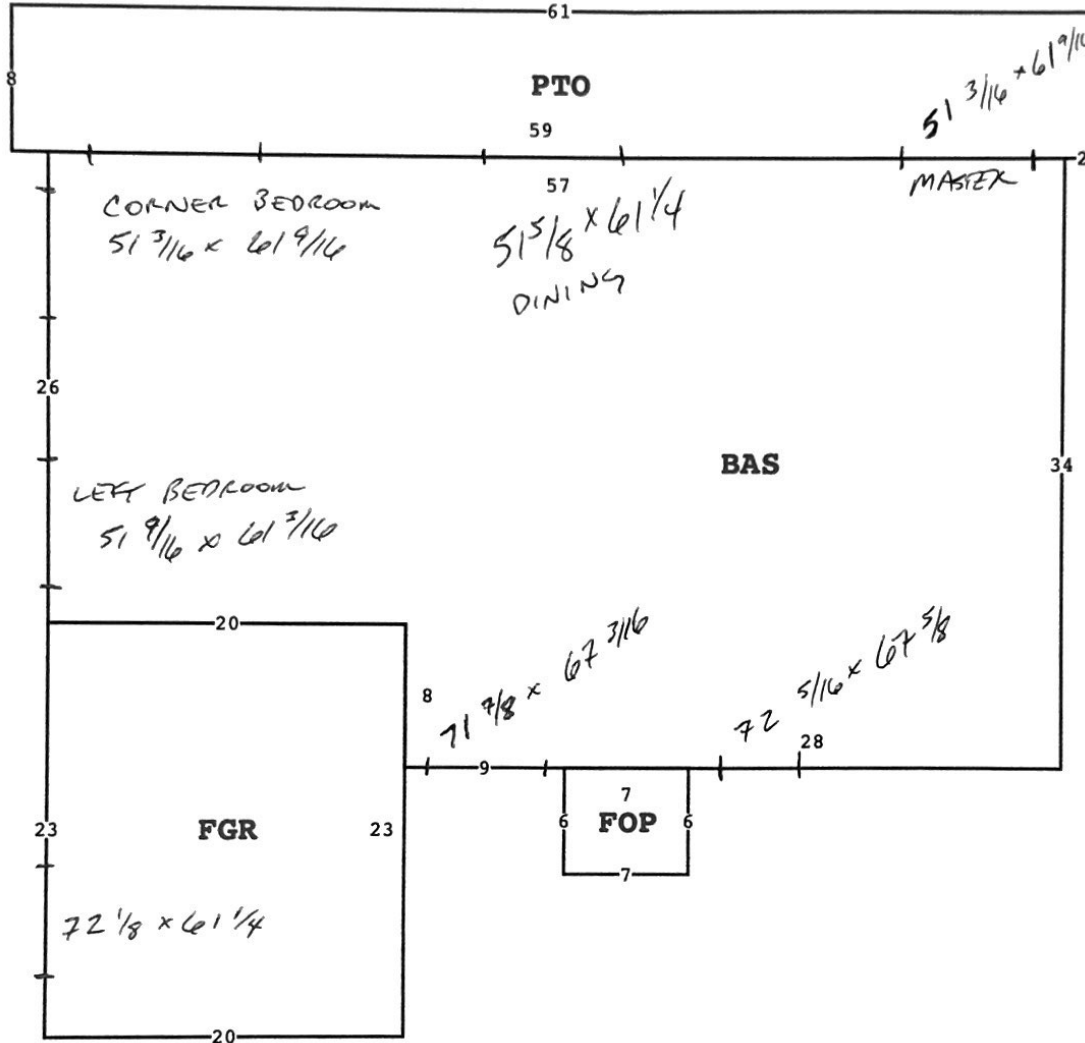 61
8
PTO
51 3/16 x 61 9/16
59
2
57
MASTER
CORNER BEDROOM
51 3/16 x 61 9/16
51 5/8 x 61 1/4
DINING
26
BAS
34
LEFT BEDROOM
51 9/16 x 61 3/16
20
8
71 7/8 x 67 3/16
72 5/16 x 67 5/8
28
9
7
23
FGR
23
6
FOP
6
7
72 1/8 x 61 1/4
20